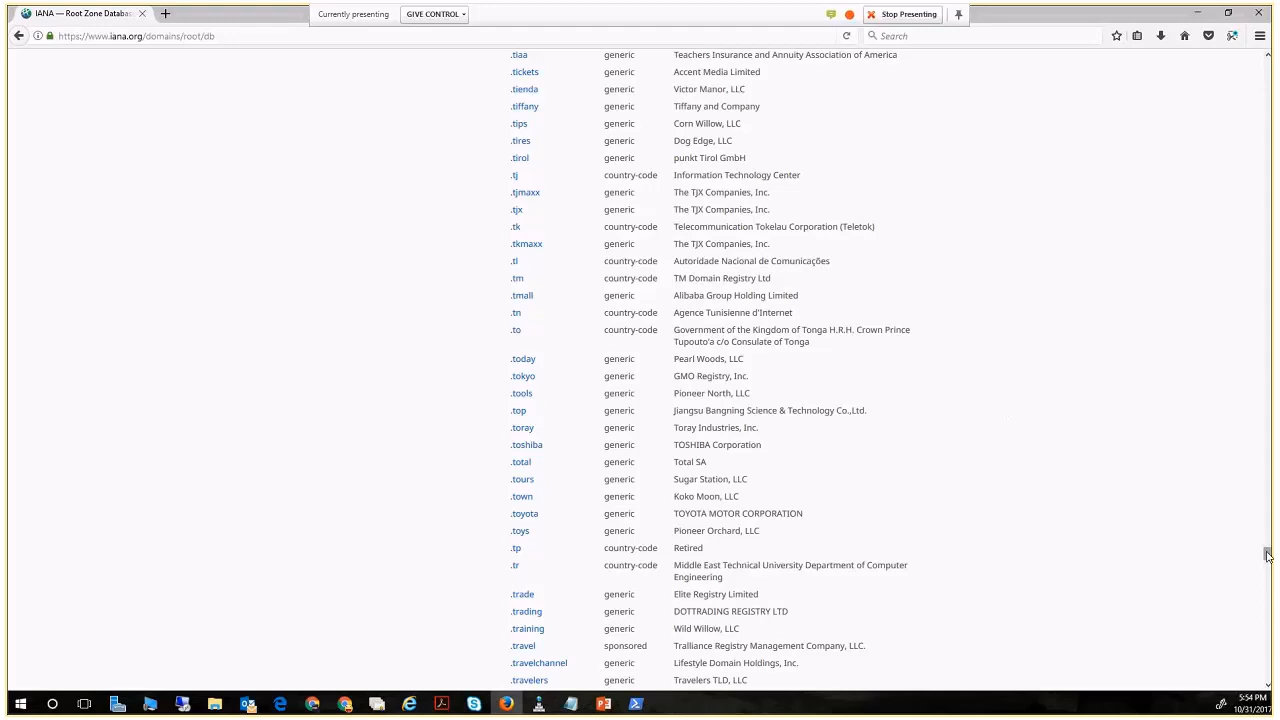 IANA — Root Zone Databas
Currently presenting
GIVE CONTROL
Stop Presenting
https://www.iana.org/domains/root/db
Search
.tiaa generic Teachers Insurance and Annuity Association of America
.tickets generic Accent Media Limited
.tienda generic Victor Manor, LLC
.tiffany generic Tiffany and Company
.tips generic Corn Willow, LLC
.tires generic Dog Edge, LLC
.tirol generic punkt Tirol GmbH
.tj country-code Information Technology Center
.tjmaxx generic The TJX Companies, Inc.
.tjx generic The TJX Companies, Inc.
.tk country-code Telecommunication Tokelau Corporation (Teletok)
.tkmaxx generic The TJX Companies, Inc.
.tl country-code Autoridade Nacional de Comunicações
.tm country-code TM Domain Registry Ltd
.tmall generic Alibaba Group Holding Limited
.tn country-code Agence Tunisienne d'Internet
.to country-code Government of the Kingdom of Tonga H.R.H. Crown Prince
Tupouto'a c/o Consulate of Tonga
.today generic Pearl Woods, LLC
.tokyo generic GMO Registry, Inc.
.tools generic Pioneer North, LLC
.top generic Jiangsu Bangning Science & Technology Co.,Ltd.
.toray generic Toray Industries, Inc.
.toshiba generic TOSHIBA Corporation
.total generic Total SA
.tours generic Sugar Station, LLC
.town generic Koko Moon, LLC
.toyota generic TOYOTA MOTOR CORPORATION
.toys generic Pioneer Orchard, LLC
.tp country-code Retired
.tr country-code Middle East Technical University Department of Computer
Engineering
.trade generic Elite Registry Limited
.trading generic DOTTRADING REGISTRY LTD
.training generic Wild Willow, LLC
.travel sponsored Tralliance Registry Management Company, LLC.
.travelchannel generic Lifestyle Domain Holdings, Inc.
.travelers generic Travelers TLD, LLC
5:54 PM
10/31/2017